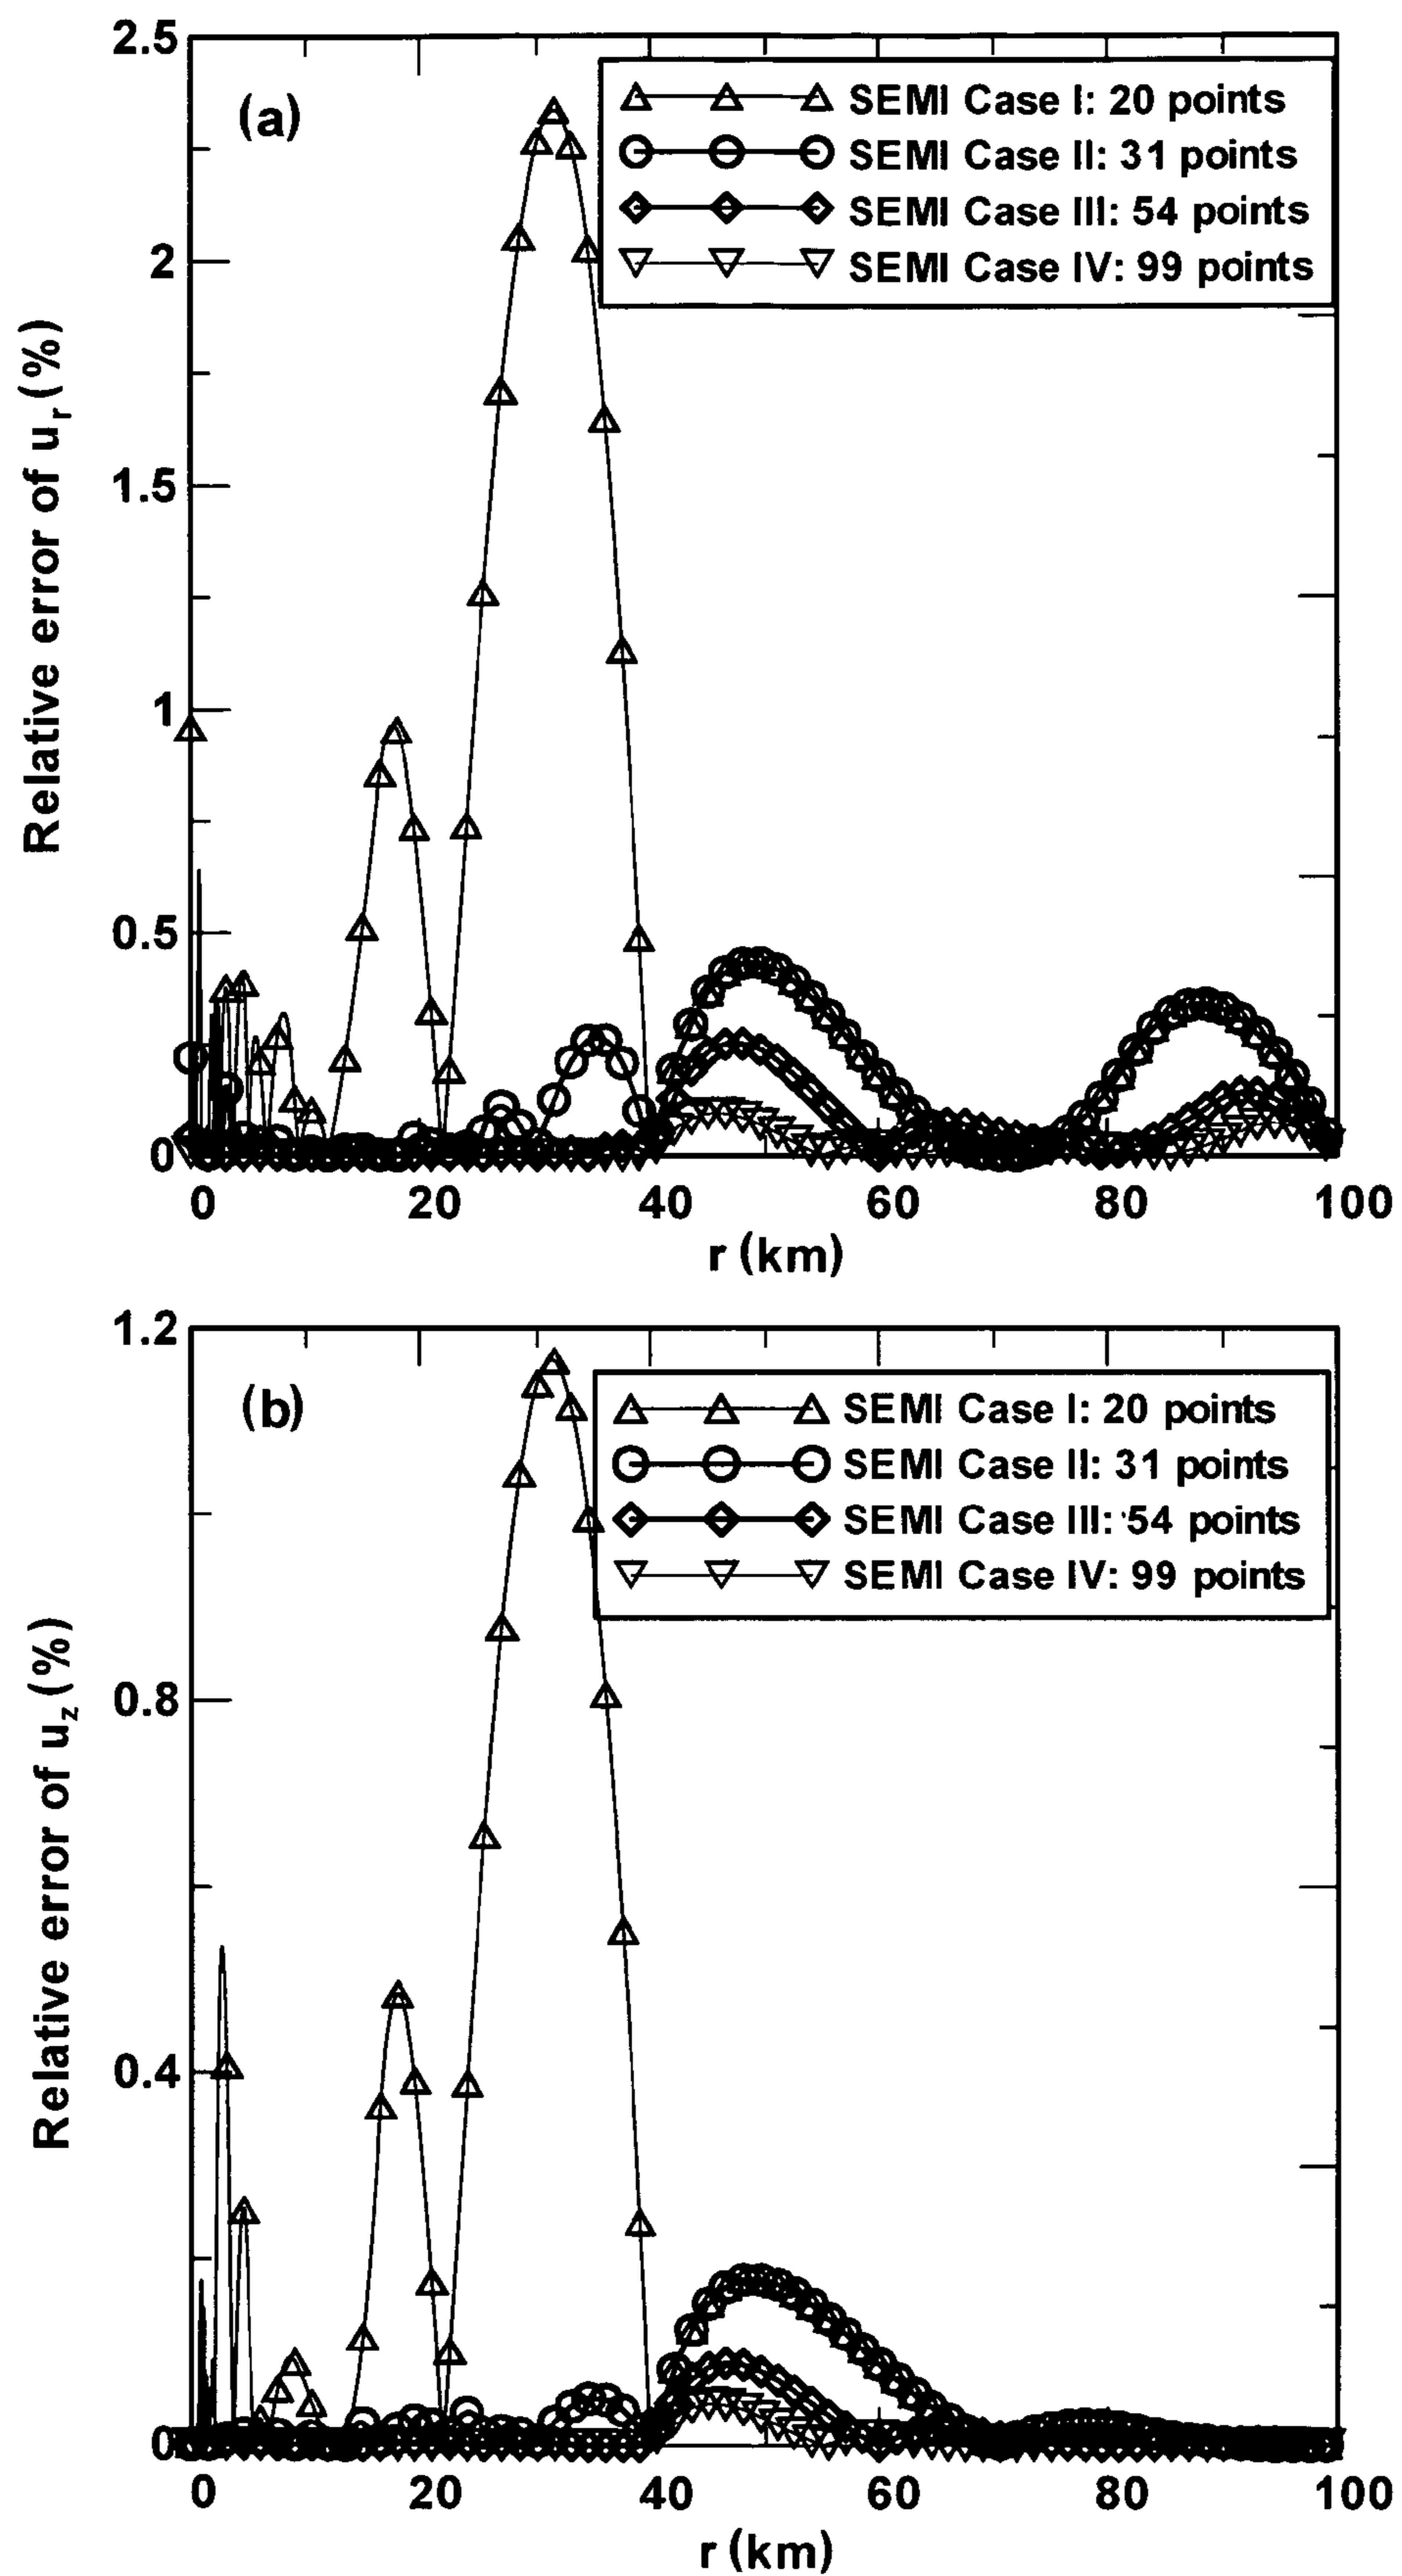 2.5
(a)
SEMI Case I: 20 points
SEMI Case II: 31 points
SEMI Case III: 54 points
SEMI Case IV: 99 points
2
1.5
1
0.5
0
Relative error of u_r (%)
0 20 40 60 80 100
r (km)
1.2
(b)
SEMI Case I: 20 points
SEMI Case II: 31 points
SEMI Case III: 54 points
SEMI Case IV: 99 points
0.8
0.4
0
Relative error of u_z (%)
0 20 40 60 80 100
r (km)